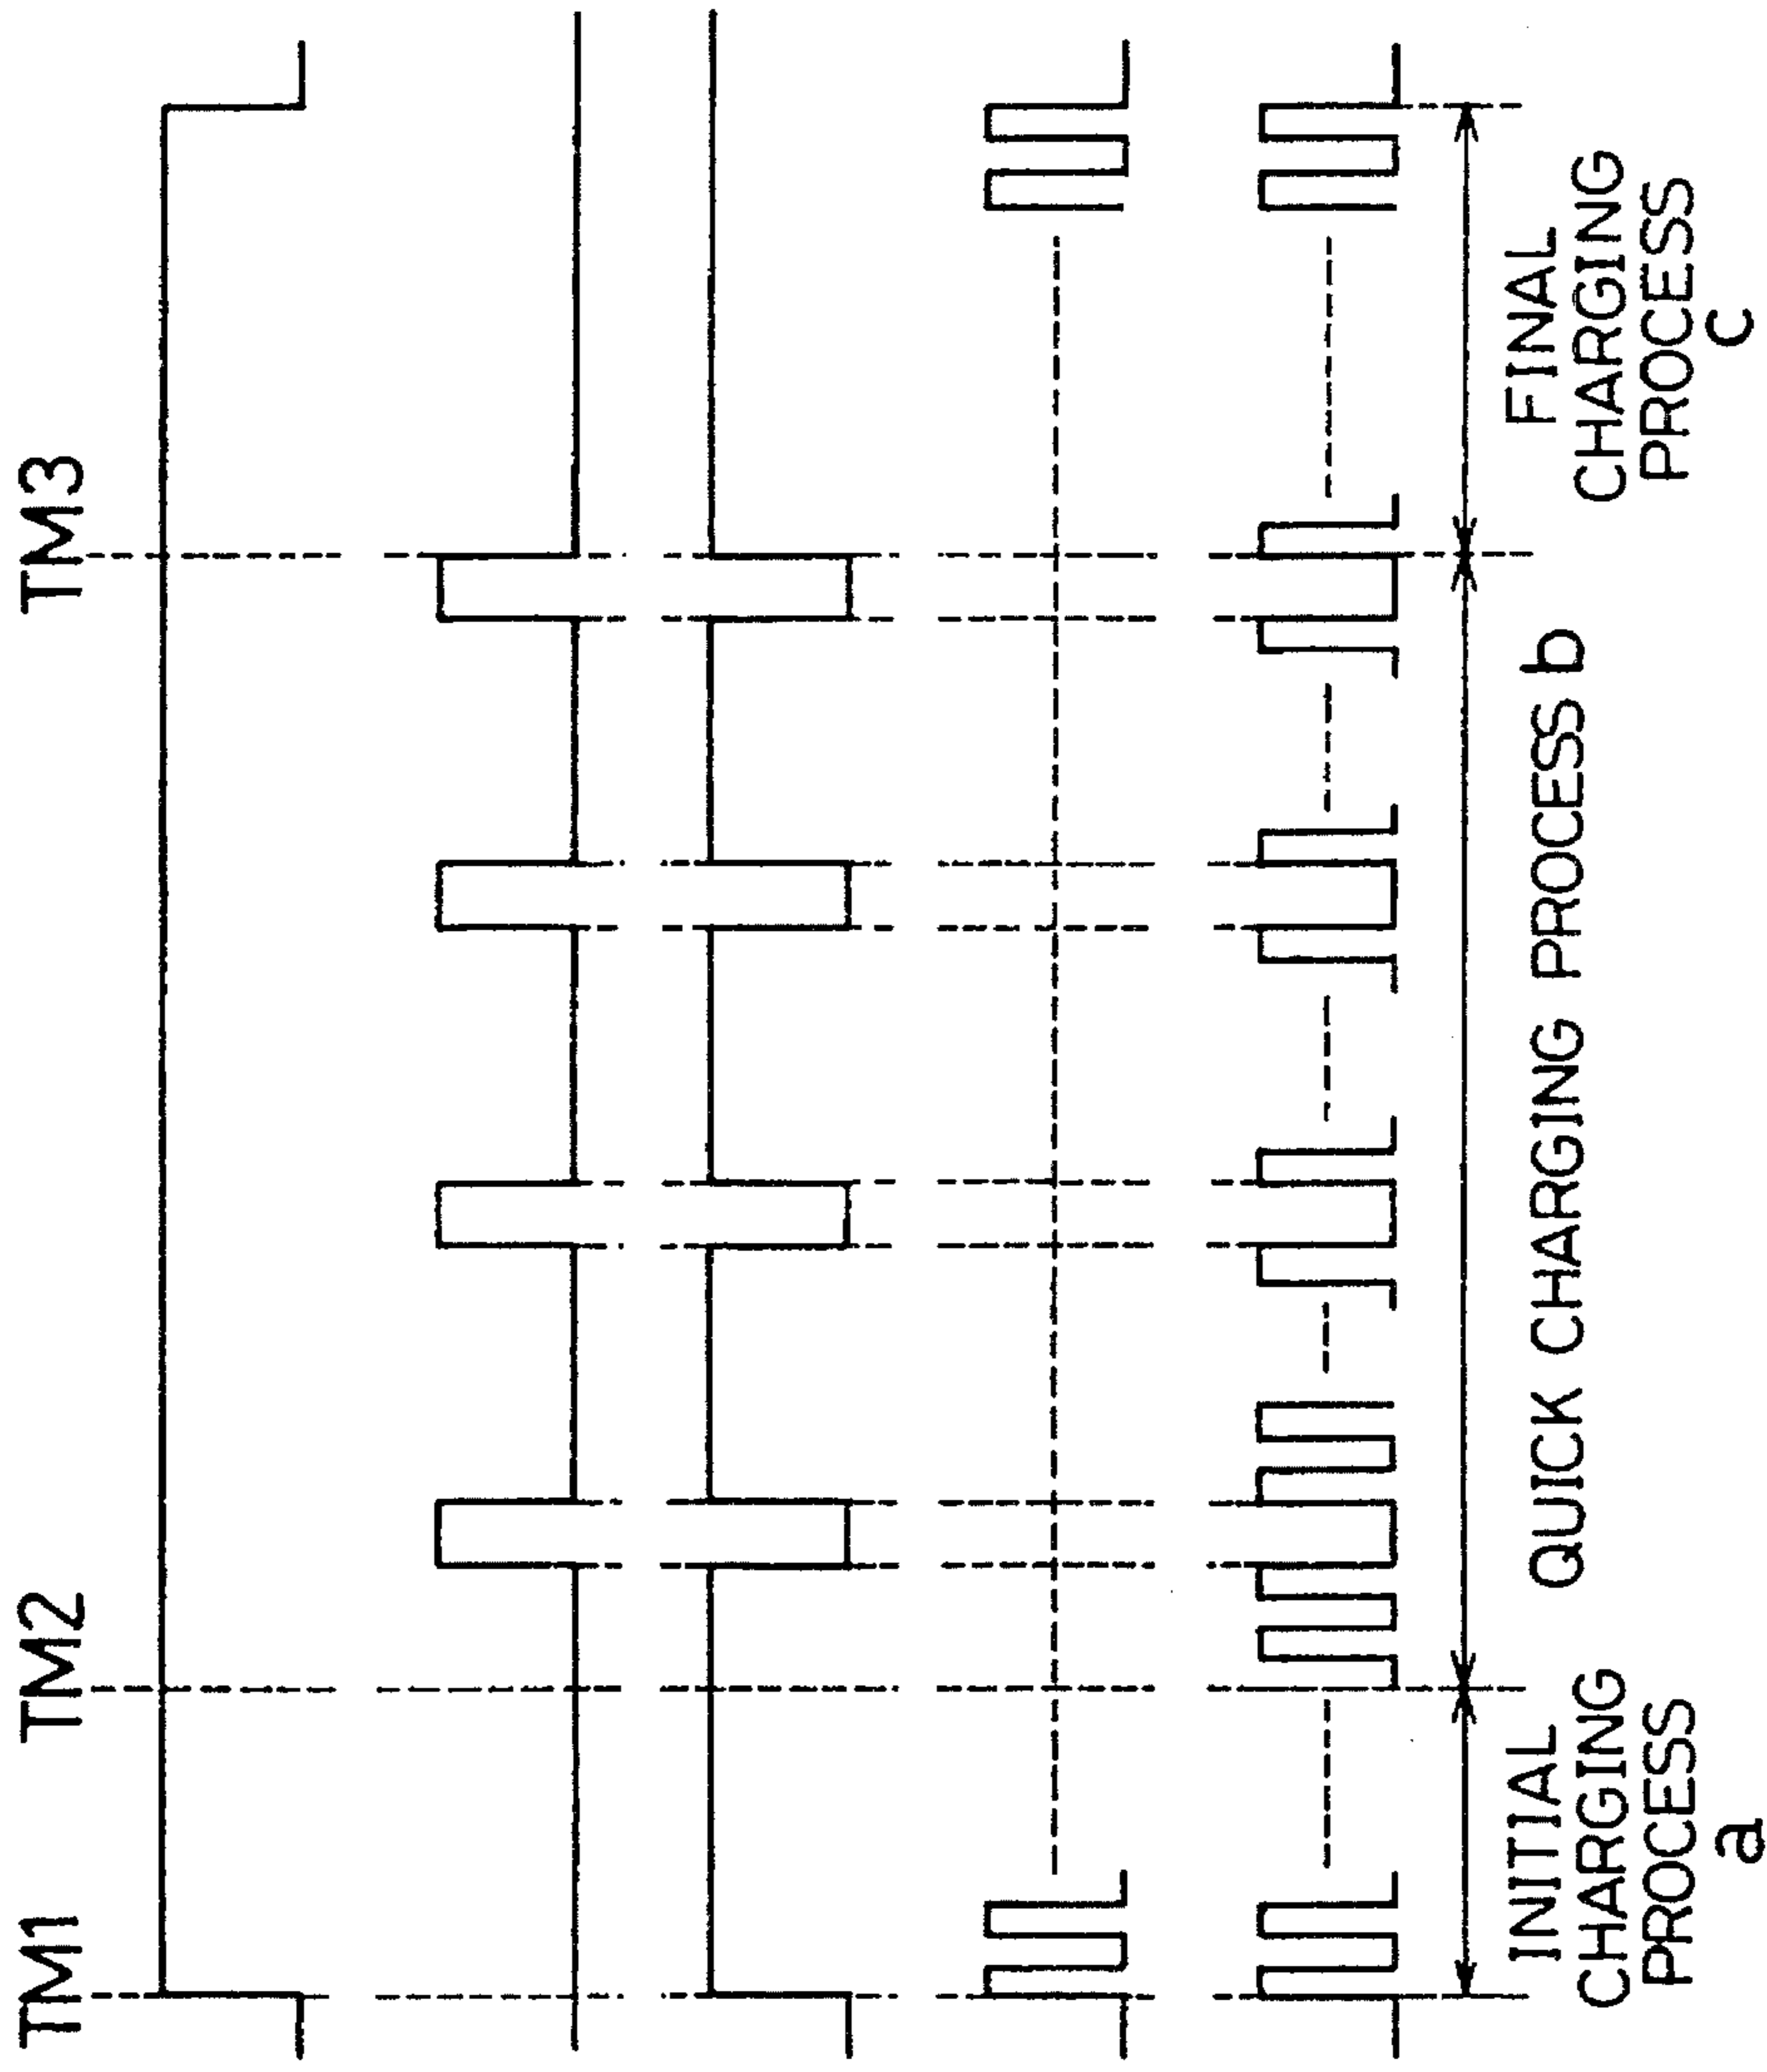 TM1
TM2
TM3
INITIAL
CHARGING
PROCESS
a
QUICK CHARGING PROCESS b
FINAL
CHARGING
PROCESS
c